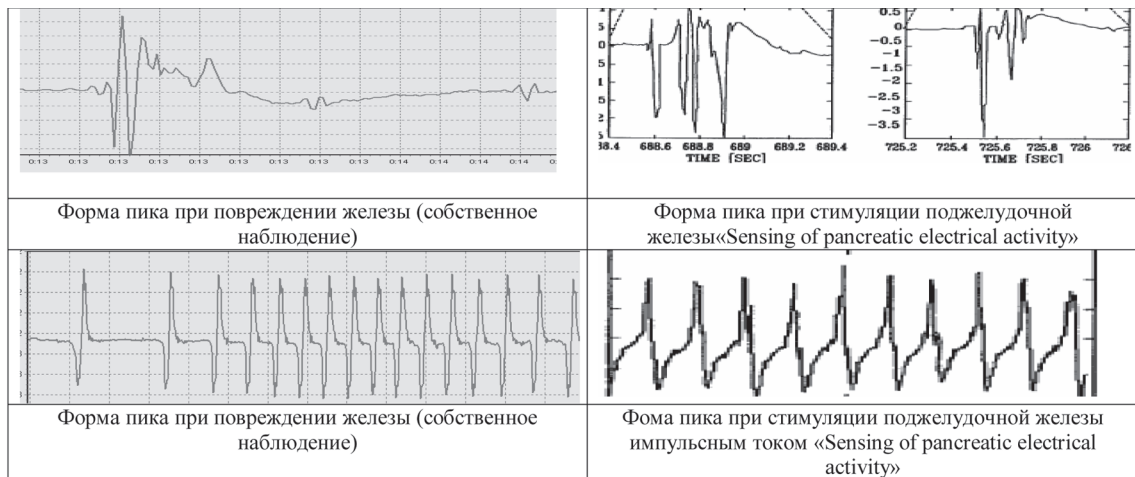 0:13 0:13 0:13 0:13 0:13 0:13 0:13 0:13 0:14 0:14 0:14
0
688.6 688.8 689 689.2 689.4
TIME [SEC]
0.5
0
-0.5
-1
-1.5
-2
-2.5
-3
-3.5
725.2 725.4 725.6 725.8 726
TIME [SEC]
Форма пика при повреждении железы (собственное
наблюдение)
Форма пика при стимуляции поджелудочной
железы«Sensing of pancreatic electrical activity»
Форма пика при повреждении железы (собственное
наблюдение)
Фома пика при стимуляции поджелудочной железы
импульсным током «Sensing of pancreatic electrical
activity»